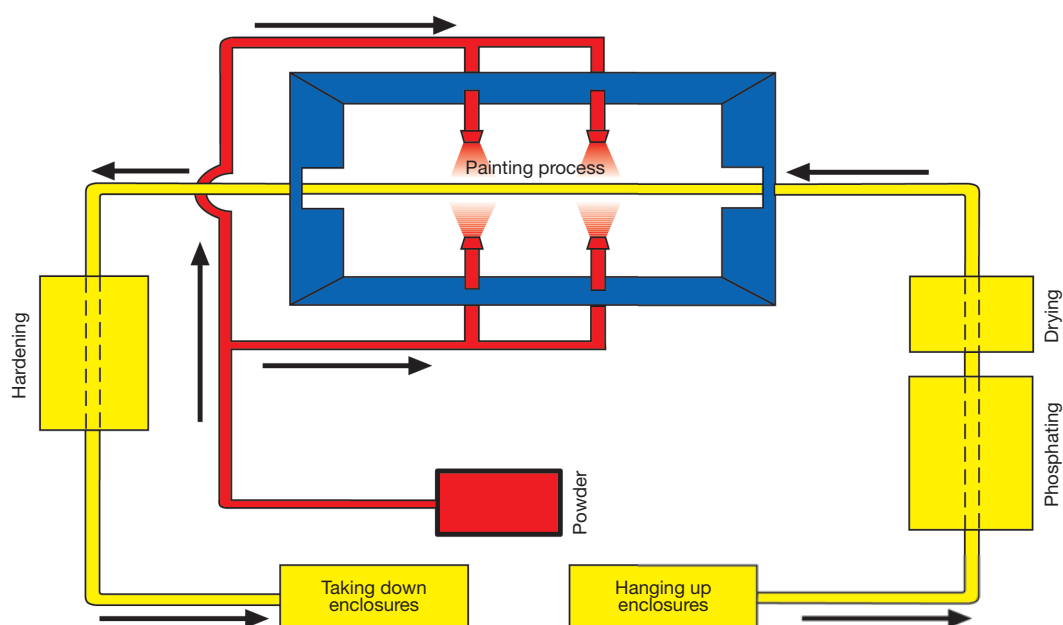 Painting process
Hardening
Drying
Phosphating
Powder
Taking down
enclosures
Hanging up
enclosures